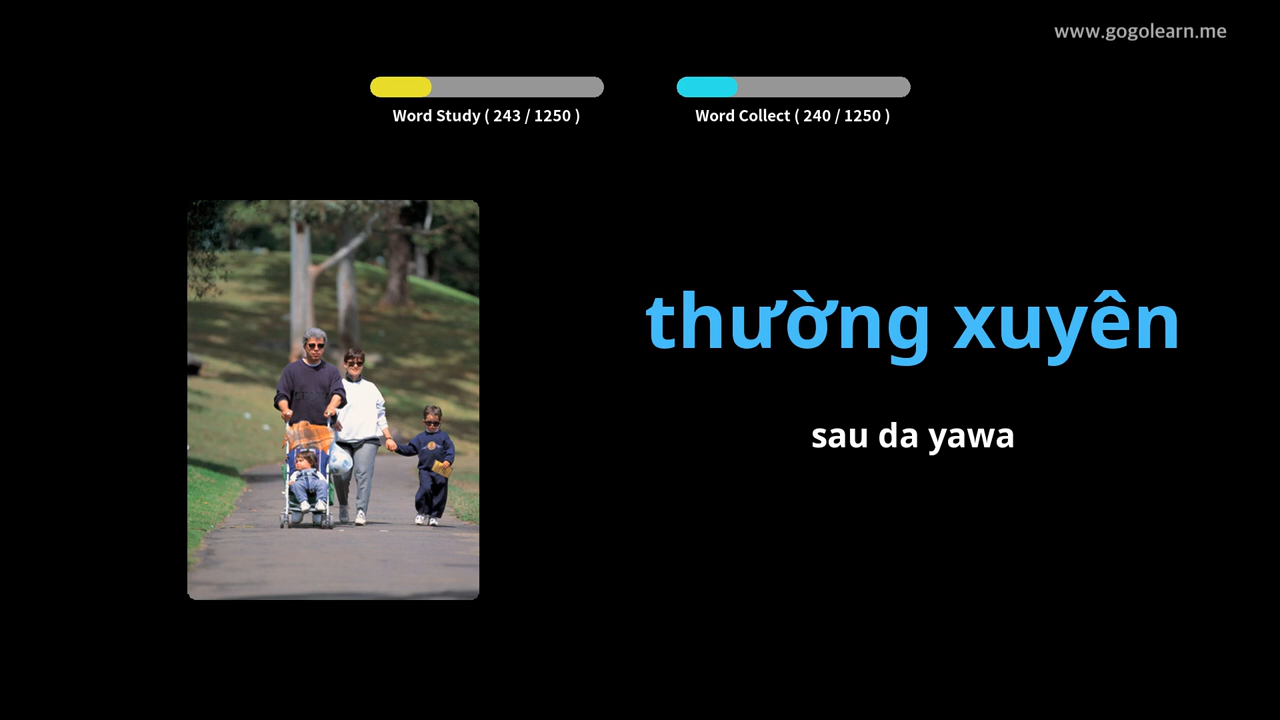 www.gogolearn.me
Word Study ( 243 / 1250 )
Word Collect ( 240 / 1250 )
thường xuyên
sau da yawa